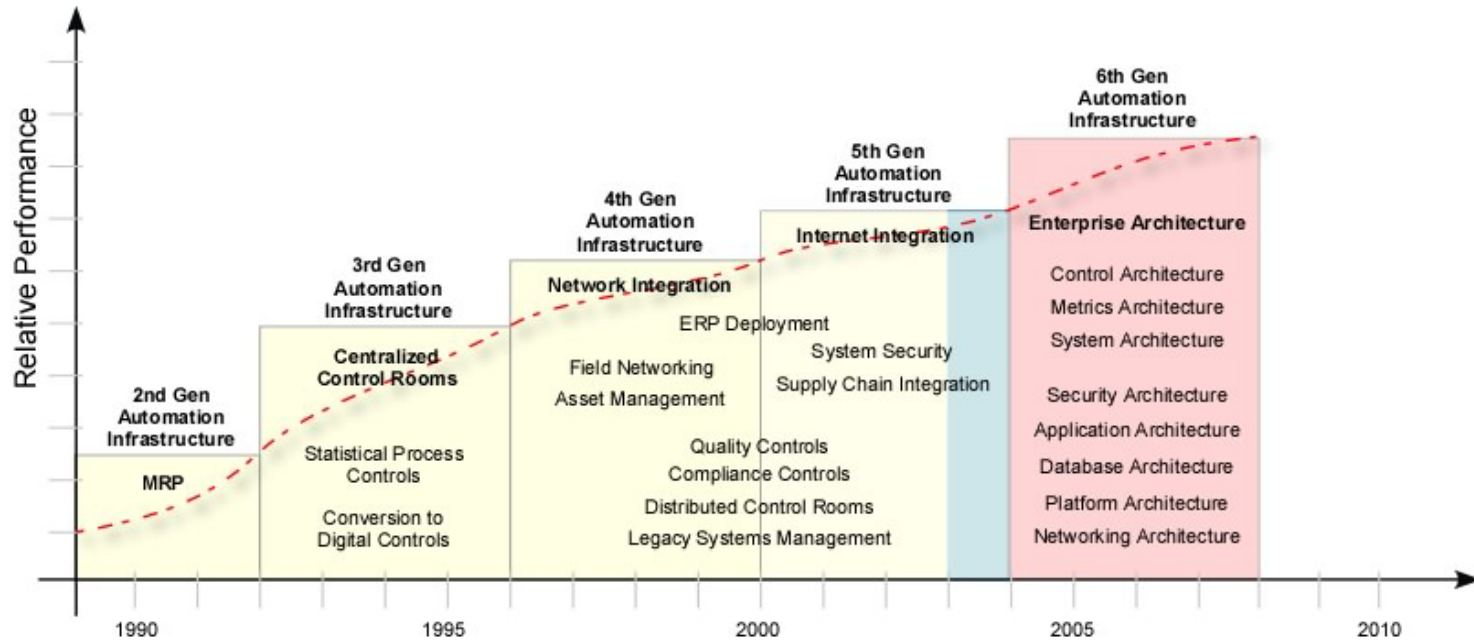 Relative Performance
2nd Gen
Automation
Infrastructure
MRP
3rd Gen
Automation
Infrastructure
Centralized
Control Rooms
Statistical Process
Controls
Conversion to
Digital Controls
4th Gen
Automation
Infrastructure
Network Integration
ERP Deployment
Field Networking
Asset Management
Quality Controls
Compliance Controls
Distributed Control Rooms
Legacy Systems Management
5th Gen
Automation
Infrastructure
Internet Integration
System Security
Supply Chain Integration
6th Gen
Automation
Infrastructure
Enterprise Architecture
Control Architecture
Metrics Architecture
System Architecture
Security Architecture
Application Architecture
Database Architecture
Platform Architecture
Networking Architecture
1990
1995
2000
2005
2010